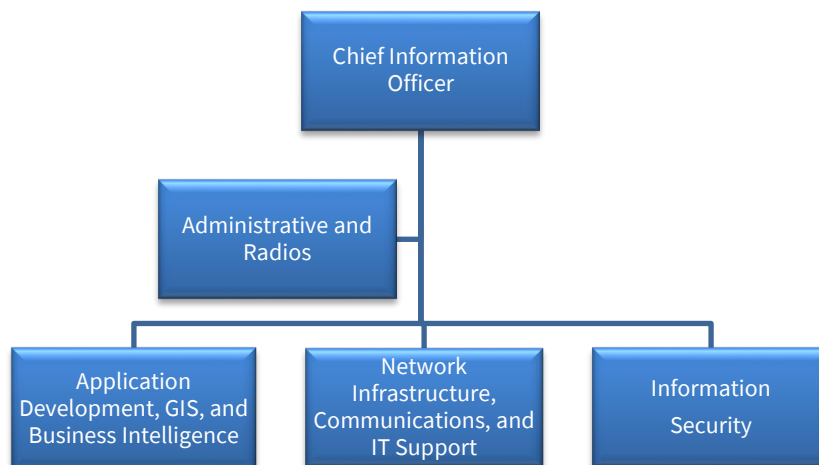 Chief Information
Officer
Administrative and
Radios
Application
Development, GIS, and
Business Intelligence
Network
Infrastructure,
Communications, and
IT Support
Information
Security